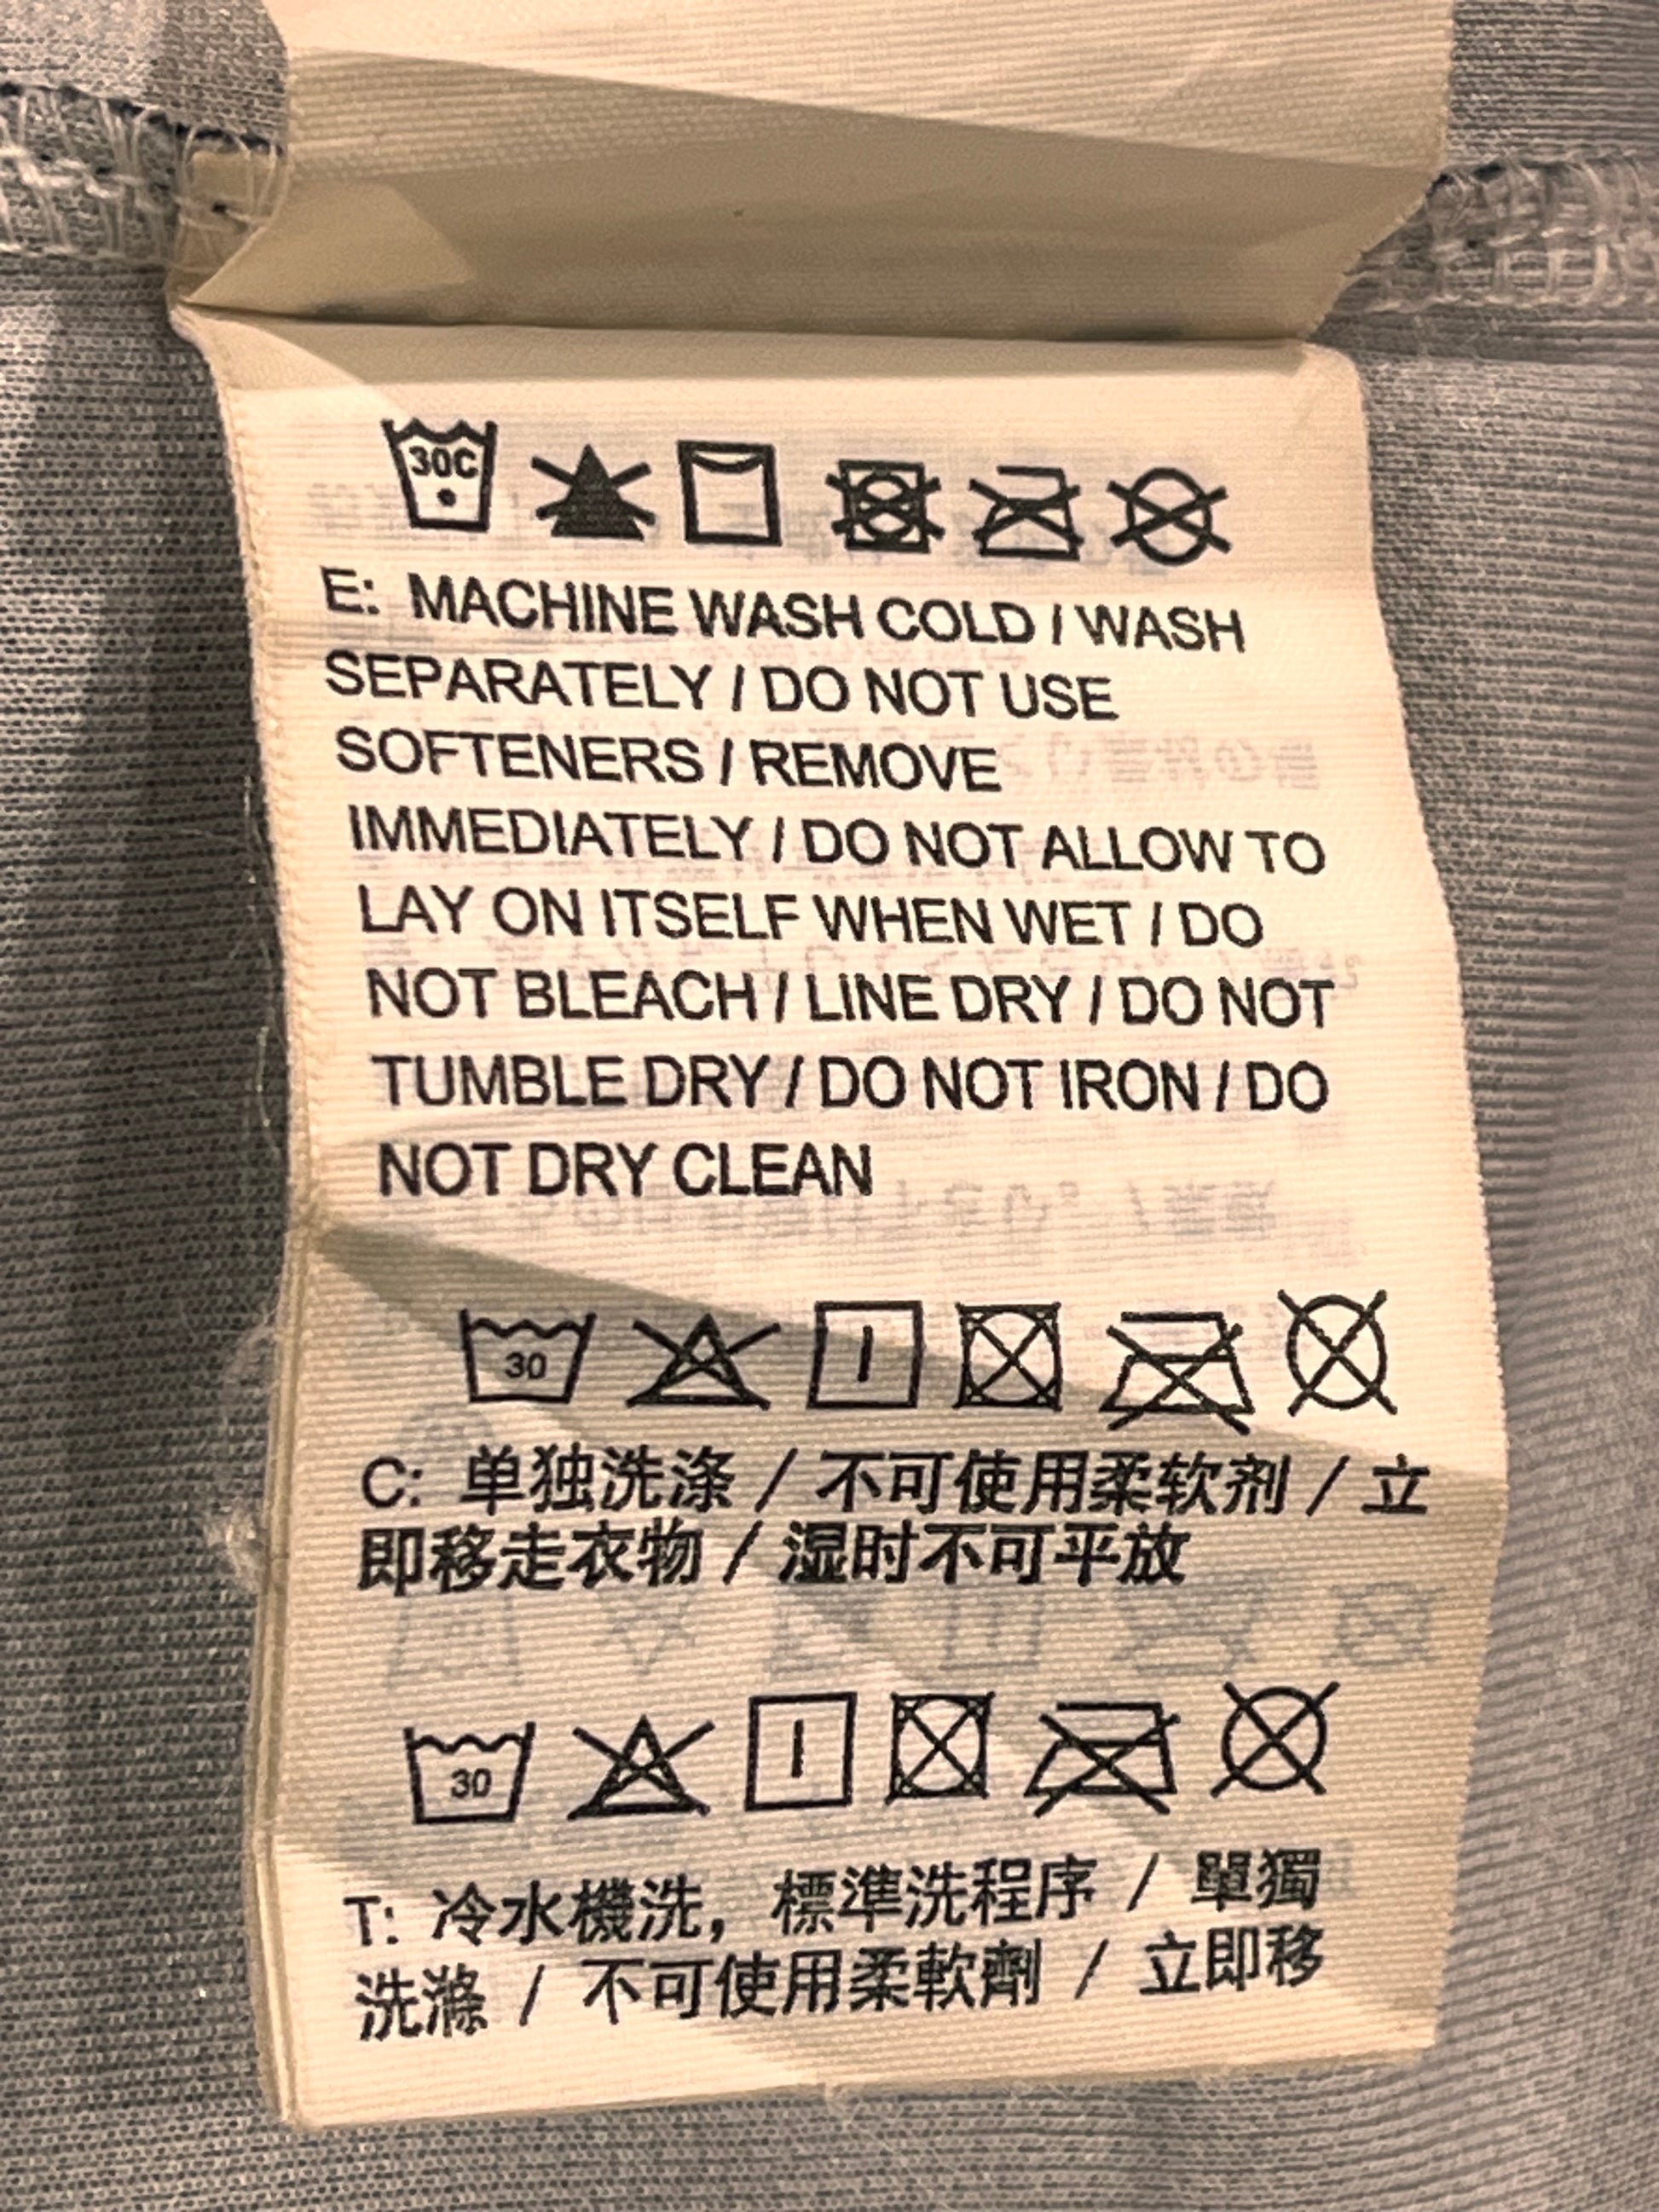 30C
E: MACHINE WASH COLD / WASH
SEPARATELY / DO NOT USE
SOFTENERS / REMOVE
IMMEDIATELY / DO NOT ALLOW TO
LAY ON ITSELF WHEN WET / DO
NOT BLEACH / LINE DRY / DO NOT
TUMBLE DRY / DO NOT IRON / DO
NOT DRY CLEAN
30
C: 单独洗涤 / 不可使用柔软剂 / 立
即移走衣物 / 湿时不可平放
30
T: 冷水機洗，標準洗程序 / 單獨
洗滌 / 不可使用柔軟劑 / 立即移